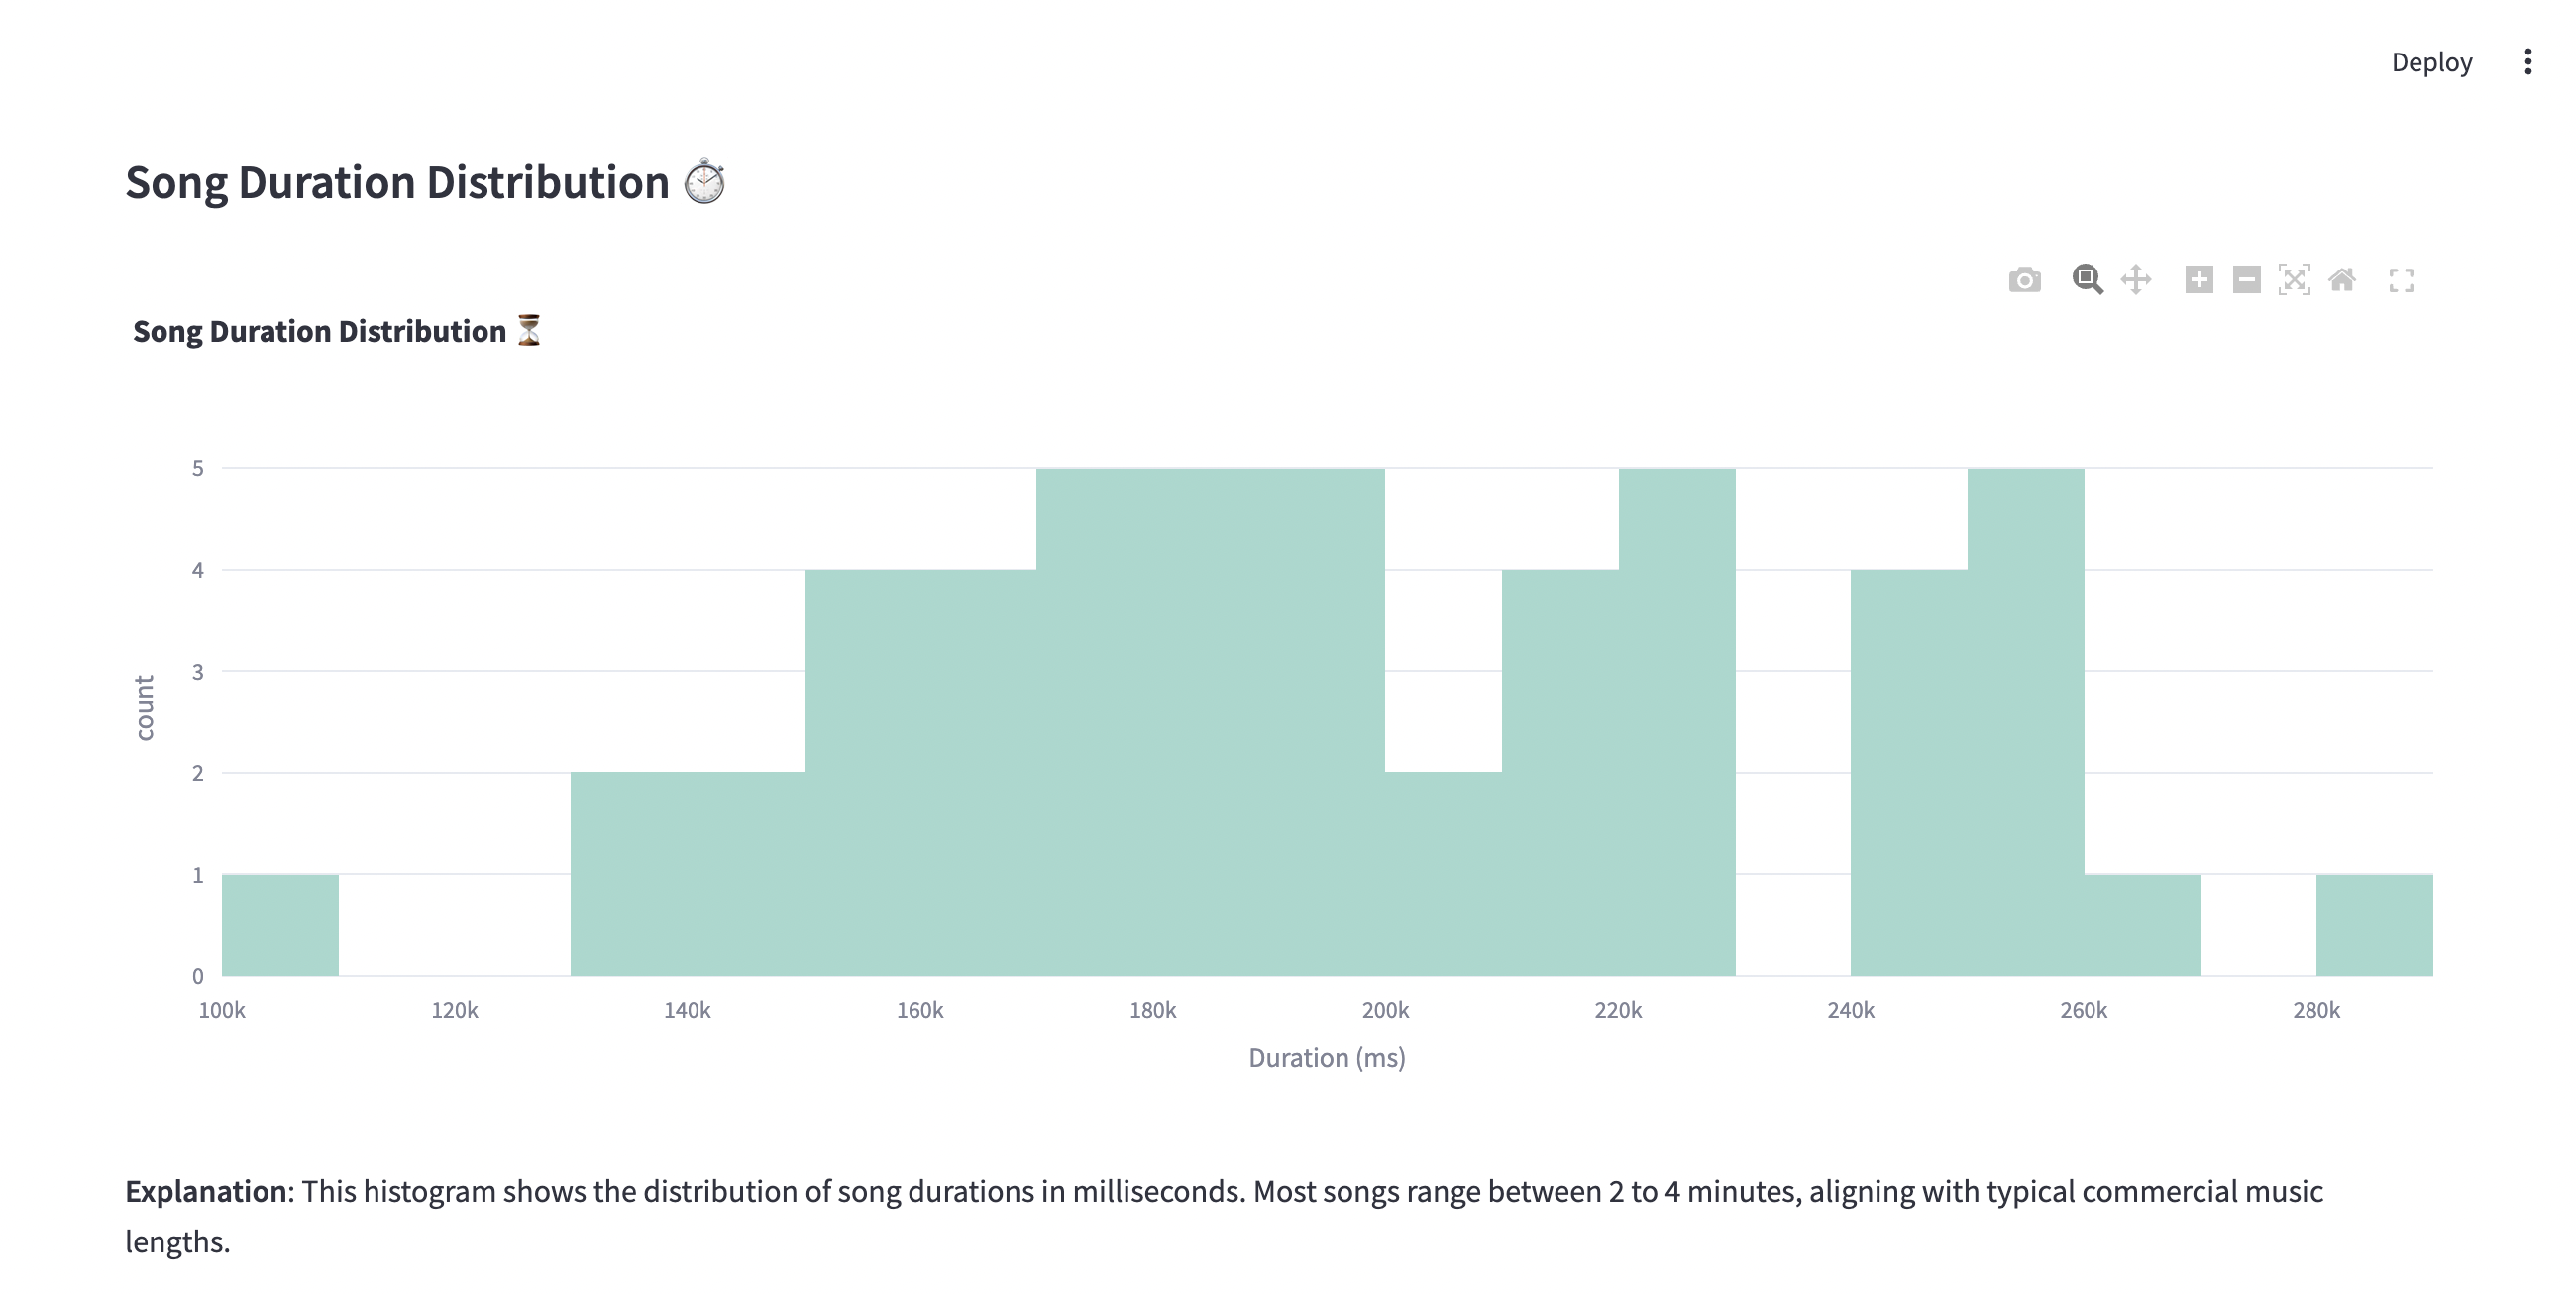 Deploy
Song Duration Distribution
Song Duration Distribution
5
4
3
2
1
0
count
100k 120k 140k 160k 180k 200k 220k 240k 260k 280k
Duration (ms)
Explanation: This histogram shows the distribution of song durations in milliseconds. Most songs range between 2 to 4 minutes, aligning with typical commercial music
lengths.